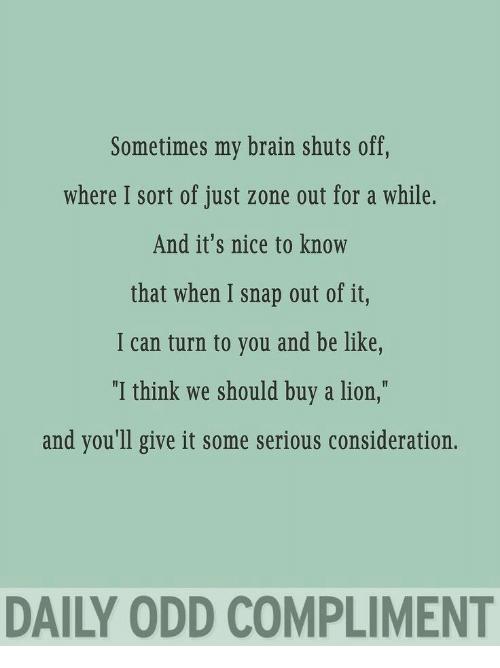 Sometimes my brain shuts off,
where I sort of just zone out for a while.
And it’s nice to know
that when I snap out of it,
I can turn to you and be like,
"I think we should buy a lion,"
and you'll give it some serious consideration.
DAILY ODD COMPLIMENT